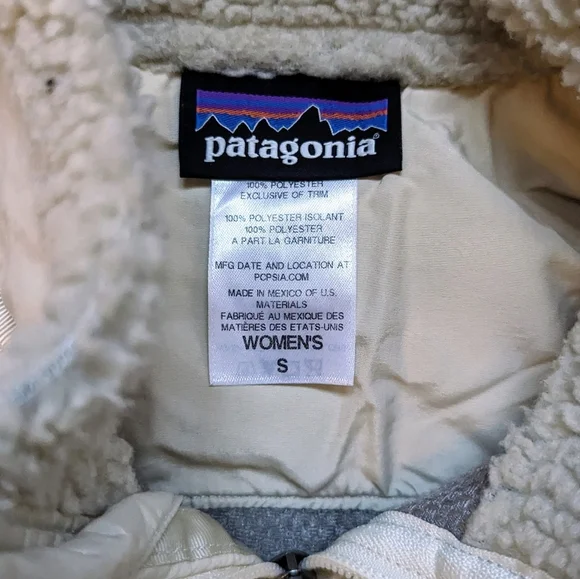 patagonia®
100% POLYESTER
EXCLUSIVE OF TRIM
100% POLYESTER ISOLANT
100% POLYESTER
A PART LA GARNITURE
MFG DATE AND LOCATION AT
PCPSIA.COM
MADE IN MEXICO OF U.S.
MATERIALS
FABRIQUÉ AU MEXIQUE DES
MATIÈRES DES ETATS-UNIS
WOMEN'S
S